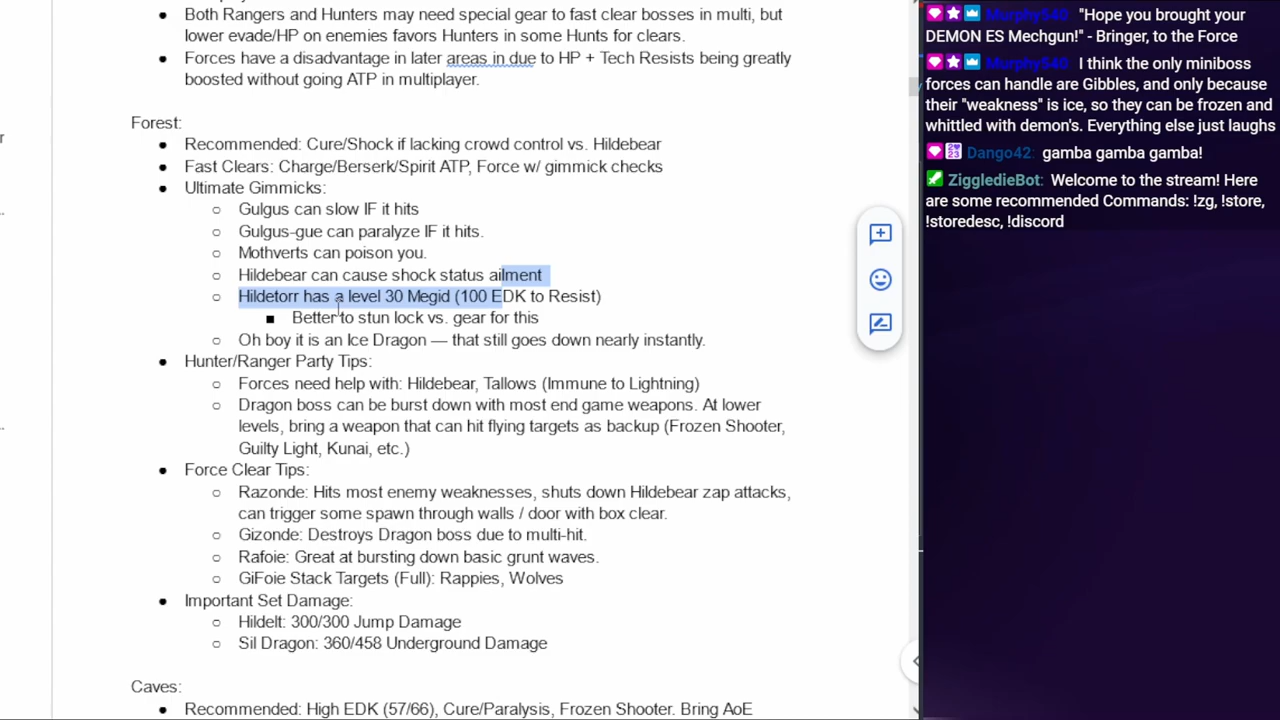 Both Rangers and Hunters may need special gear to fast clear bosses in multi, but
lower evade/HP on enemies favors Hunters in some Hunts for clears.
Forces have a disadvantage in later areas in due to HP + Tech Resists being greatly
boosted without going ATP in multiplayer.
Forest:
Recommended: Cure/Shock if lacking crowd control vs. Hildebear
Fast Clears: Charge/Berserk/Spirit ATP, Force w/ gimmick checks
Ultimate Gimmicks:
Gulgus can slow IF it hits
Gulgus-gue can paralyze IF it hits.
Mothverts can poison you.
Hildebear can cause shock status ailment
Hildetorr has a level 30 Megid (100 EDK to Resist)
Better to stun lock vs. gear for this
Oh boy it is an Ice Dragon — that still goes down nearly instantly.
Hunter/Ranger Party Tips:
Forces need help with: Hildebear, Tallows (Immune to Lightning)
Dragon boss can be burst down with most end game weapons. At lower
levels, bring a weapon that can hit flying targets as backup (Frozen Shooter,
Guilty Light, Kunai, etc.)
Force Clear Tips:
Razonde: Hits most enemy weaknesses, shuts down Hildebear zap attacks,
can trigger some spawn through walls / door with box clear.
Gizonde: Destroys Dragon boss due to multi-hit.
Rafoie: Great at bursting down basic grunt waves.
GiFoie Stack Targets (Full): Rappies, Wolves
Important Set Damage:
Hildelt: 300/300 Jump Damage
Sil Dragon: 360/458 Underground Damage
Caves:
Recommended: High EDK (57/66), Cure/Paralysis, Frozen Shooter. Bring AoE
Murphy540 "Hope you brought your
DEMON ES Mechgun!" - Bringer, to the Force
Murphy540 I think the only miniboss
forces can handle are Gibbles, and only because
their "weakness" is ice, so they can be frozen and
whittled with demon's. Everything else just laughs
Dango42: gamba gamba gamba!
ZiggledieBot: Welcome to the stream! Here
are some recommended Commands: !zg, !store,
!storedesc, !discord